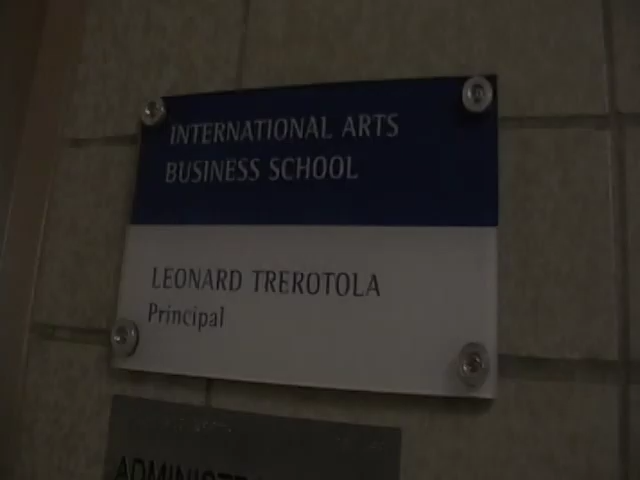 INTERNATIONAL ARTS
BUSINESS SCHOOL
LEONARD TREROTOLA
Principal